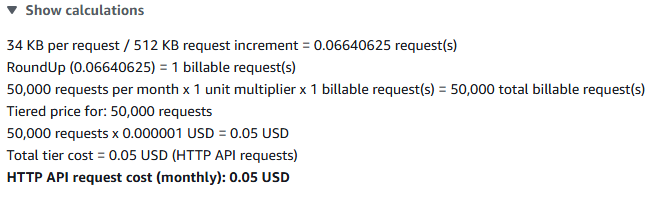 Show calculations
34 KB per request / 512 KB request increment = 0.06640625 request(s)
RoundUp (0.06640625) = 1 billable request(s)
50,000 requests per month x 1 unit multiplier x 1 billable request(s) = 50,000 total billable request(s)
Tiered price for: 50,000 requests
50,000 requests x 0.000001 USD = 0.05 USD
Total tier cost = 0.05 USD (HTTP API requests)
HTTP API request cost (monthly): 0.05 USD